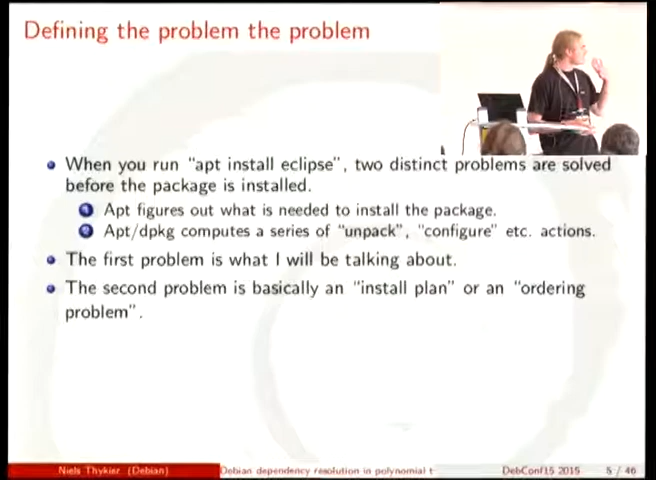 Defining the problem the problem
When you run "apt install eclipse", two distinct problems are solved
before the package is installed.
1 Apt figures out what is needed to install the package.
2 Apt/dpkg computes a series of "unpack", "configure" etc. actions.
The first problem is what I will be talking about.
The second problem is basically an "install plan" or an "ordering
problem".
Niels Thykier (Debian) Debian dependency resolution in polynomial t DebConf15 2015 5 / 46